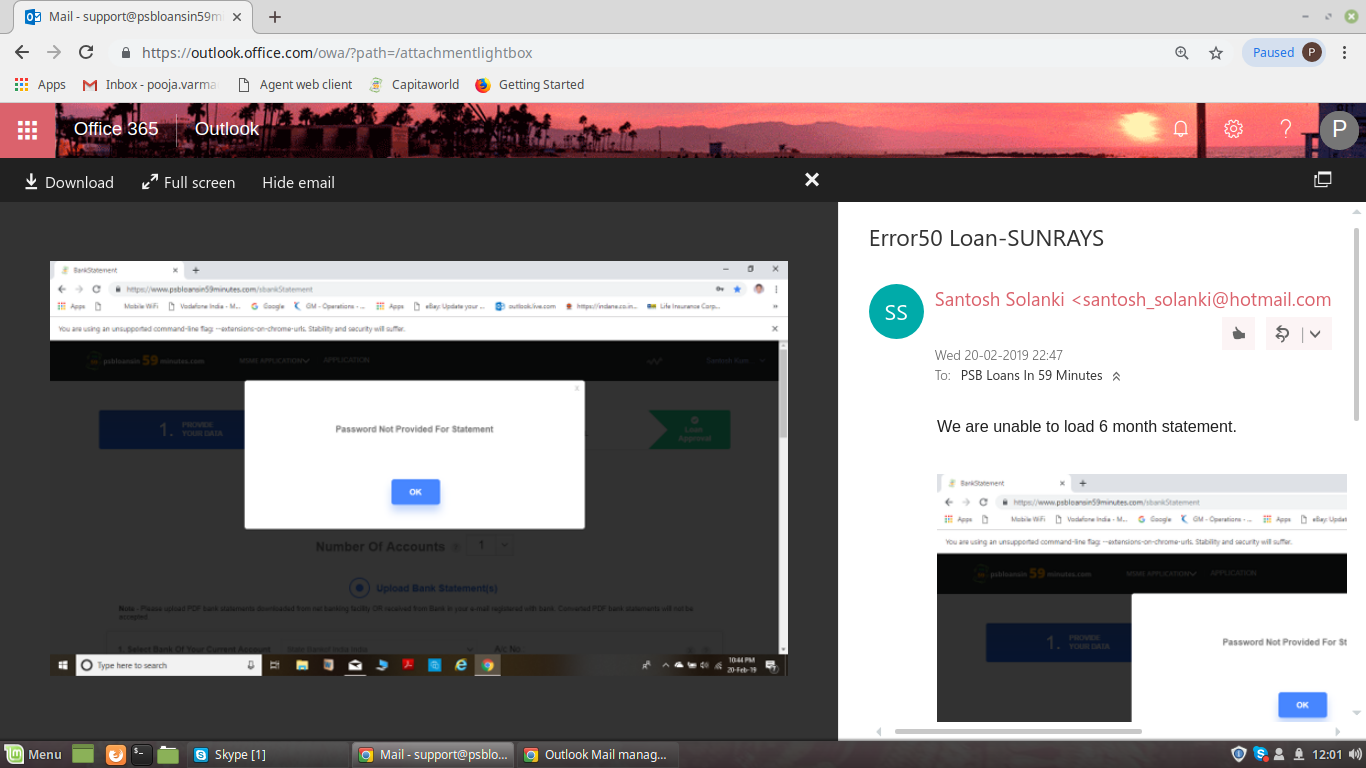 Mail - support@psbloansin59m
https://outlook.office.com/owa/?path=/attachmentlightbox
Paused P
Apps Inbox - pooja.varma Agent web client Capitaworld Getting Started
Office 365 Outlook
P
Download Full screen Hide email
BankStatement
https://www.psbloansin59minutes.com/sbankStatement
Apps Mobile WiFi Vodafone India - M... Google GM - Operations - ... Apps eBay: Update your ... outlook.live.com https://indane.co.in... Life Insurance Corp...
You are using an unsupported command-line flag: --extensions-on-chrome-urls. Stability and security will suffer.
psbloansin 59 minutes.com MSME APPLICATION APPLICATION
1. PROVIDE YOUR DATA
Loan
Approval
Password Not Provided For Statement
OK
Number Of Accounts 1
Upload Bank Statement(s)
Note - Please upload PDF bank statements downloaded from net banking facility OR received from Bank in your e-mail registered with bank. Converted PDF bank statements will not be
accepted
1. Select Bank Of Your Current Account A/c No.
Type here to search
10:44 PM
20-Feb-19
Error50 Loan-SUNRAYS
SS
Santosh Solanki <santosh_solanki@hotmail.com
Wed 20-02-2019 22:47
To: PSB Loans In 59 Minutes
We are unable to load 6 month statement.
BankStatement
https://www.psbloansin59minutes.com/sbankStatement
Apps Mobile WiFi Vodafone India - M... Google GM - Operations - ... Apps eBay: Updat
You are using an unsupported command-line flag: --extensions-on-chrome-urls. Stability and security will suffer.
psbloansin 59 minutes.com MSME APPLICATION APPLICATION
1. PROVIDE YOUR DATA
Password Not Provided For St
OK
Menu Skype [1] Mail - support@psblo... Outlook Mail manag... 12:01